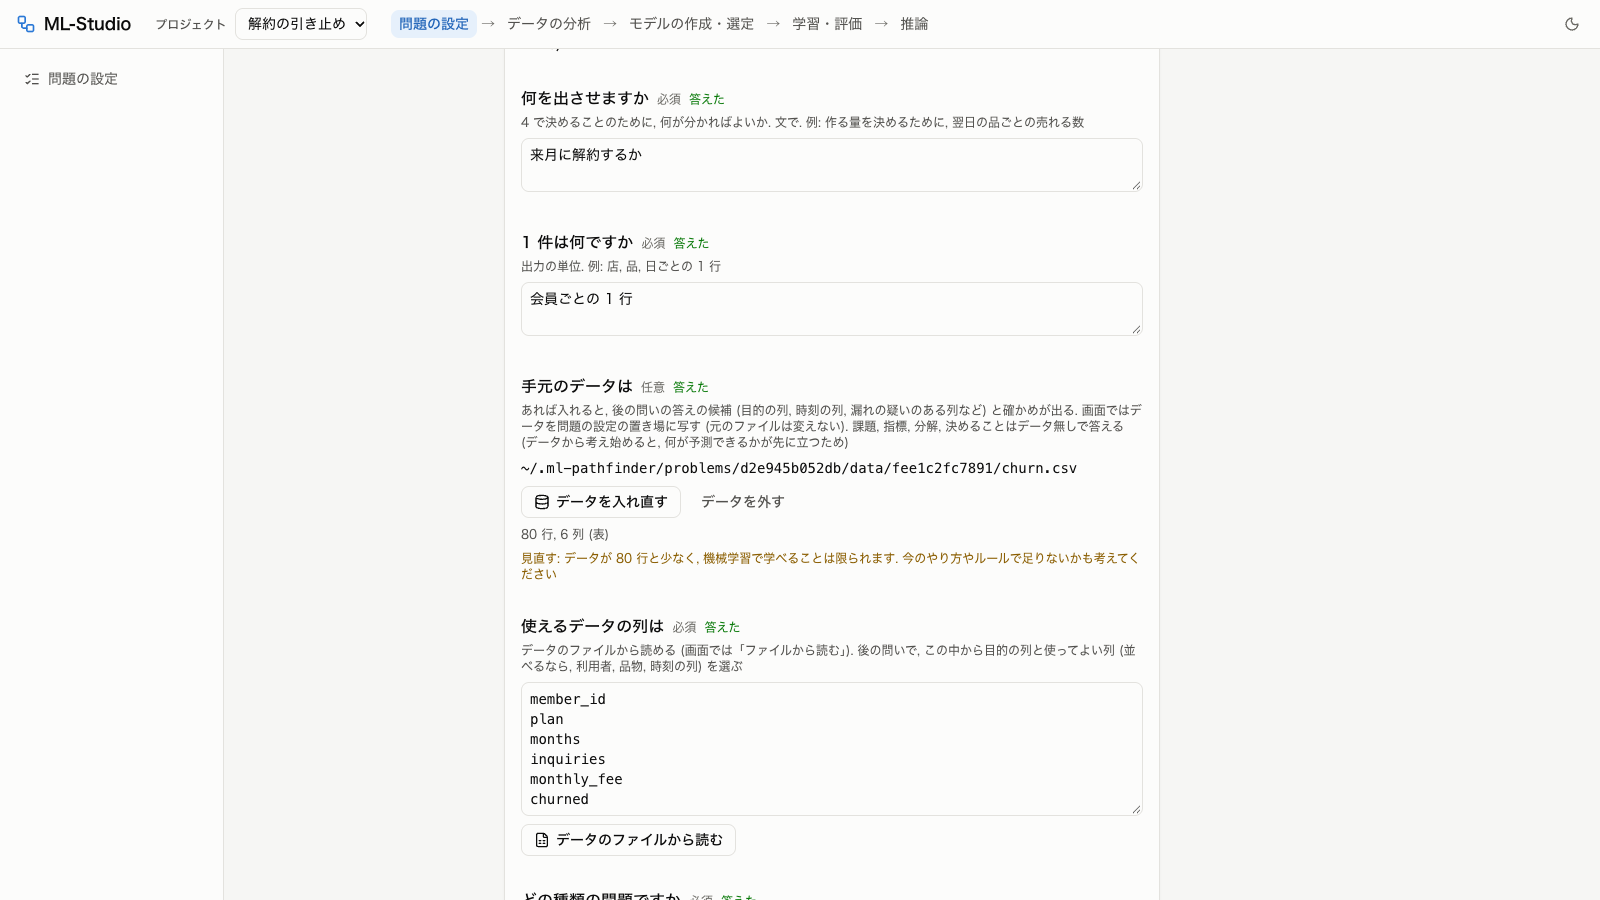 ML-Studio プロジェクト 解約の引き止め 問題の設定 → データの分析 → モデルの作成・選定 → 学習・評価 → 推論
問題の設定
何を出させますか 必須 答えた
4 で決めることのために, 何が分かればよいか. 文で. 例: 作る量を決めるために, 翌日の品ごとの売れる数
来月に解約するか
1 件は何ですか 必須 答えた
出力の単位. 例: 店, 品, 日ごとの 1 行
会員ごとの 1 行
手元のデータは 任意 答えた
あれば入れると, 後の問いの答えの候補 (目的の列, 時刻の列, 漏れの疑いのある列など) と確かめが出る. 画面ではデ
ータを問題の設定の置き場に写す (元のファイルは変えない). 課題, 指標, 分解, 決めることはデータ無しで答える
(データから考え始めると, 何が予測できるかが先に立つため)
~/.ml-pathfinder/problems/d2e945b052db/data/fee1c2fc7891/churn.csv
データを入れ直す データを外す
80 行, 6 列 (表)
見直す: データが 80 行と少なく, 機械学習で学べることは限られます. 今のやり方やルールで足りないかも考えてく
ださい
使えるデータの列は 必須 答えた
データのファイルから読める (画面では「ファイルから読む」). 後の問いで, この中から目的の列と使ってよい列 (並
べるなら, 利用者, 品物, 時刻の列) を選ぶ
member_id
plan
months
inquiries
monthly_fee
churned
データのファイルから読む
どの種類の問題ですか 必須 答えた